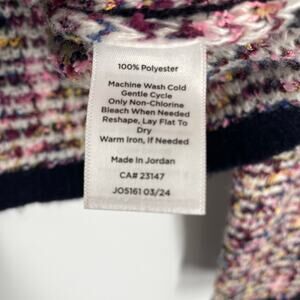 100% Polyester
Machine Wash Cold
Gentle Cycle
Only Non-Chlorine
Bleach When Needed
Reshape, Lay Flat To
Dry
Warm Iron, If Needed
Made In Jordan
CA# 23147
JO5161 03/24